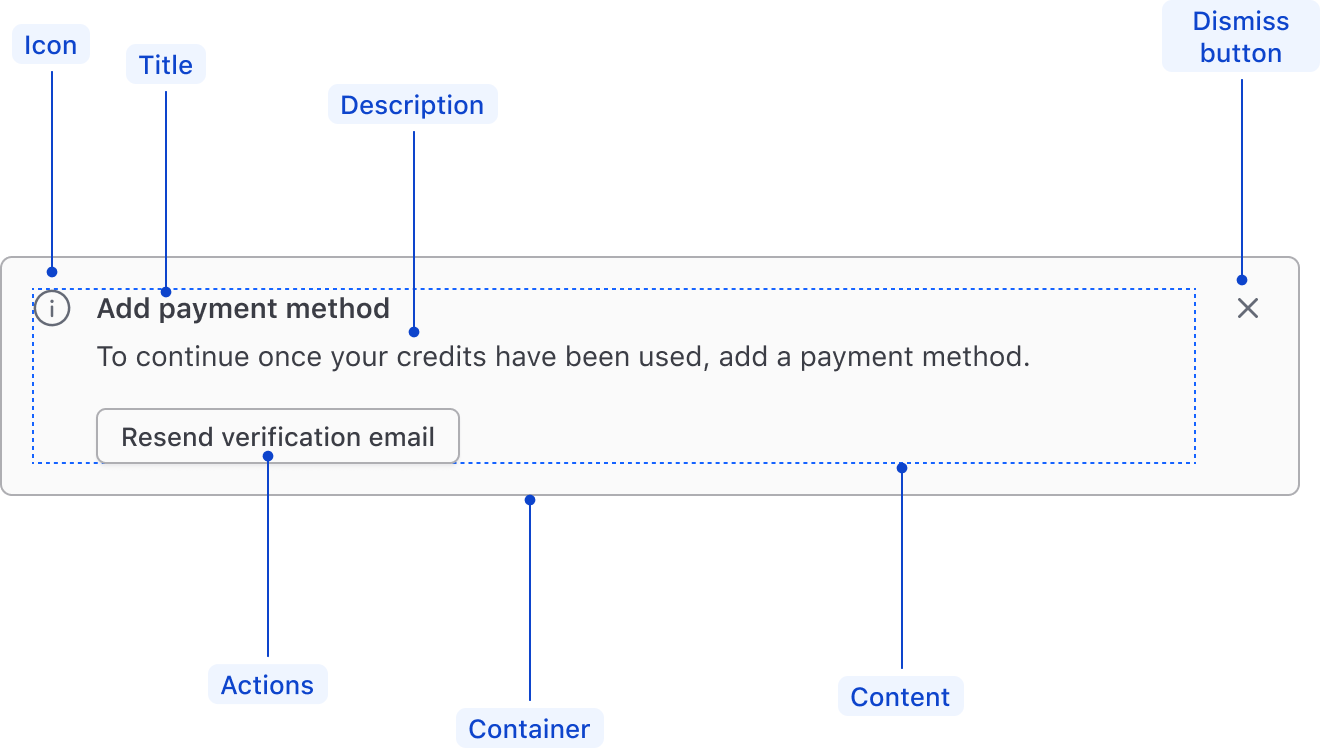 Icon
Title
Description
Dismiss
button
Add payment method
To continue once your credits have been used, add a payment method.
Resend verification email
Actions
Container
Content